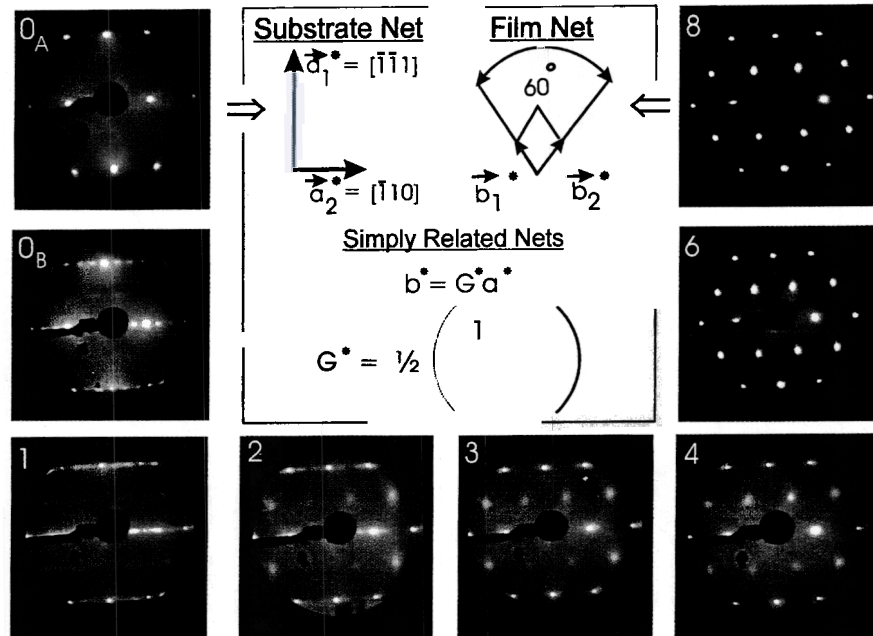 0A
Substrate Net
a₁* = [1̄1̄1]
a₂* = [1̄10]
Film Net
60°
b₁* b₂*
8
0B
Simply Related Nets
b* = G*a*
G* = ½ ( 1 )
6
1
2
3
4